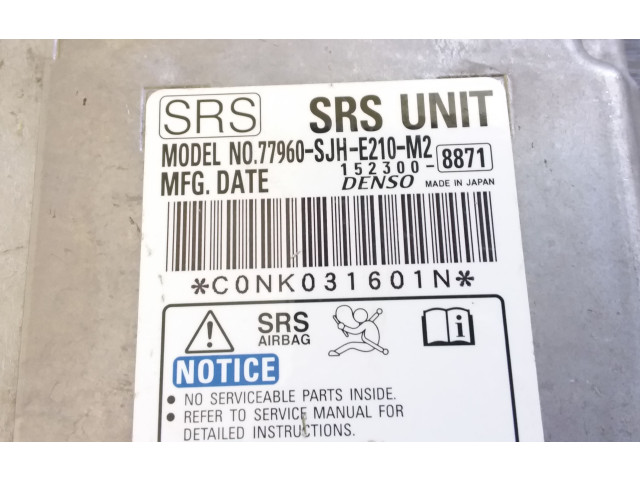 SRS SRS UNIT
MODEL NO.77960-SJH-E210-M2
152300-8871
MFG. DATE DENSO MADE IN JAPAN
*C0NK031601N*
SRS
AIRBAG
i
NOTICE
• NO SERVICEABLE PARTS INSIDE.
• REFER TO SERVICE MANUAL FOR
DETAILED INSTRUCTIONS.